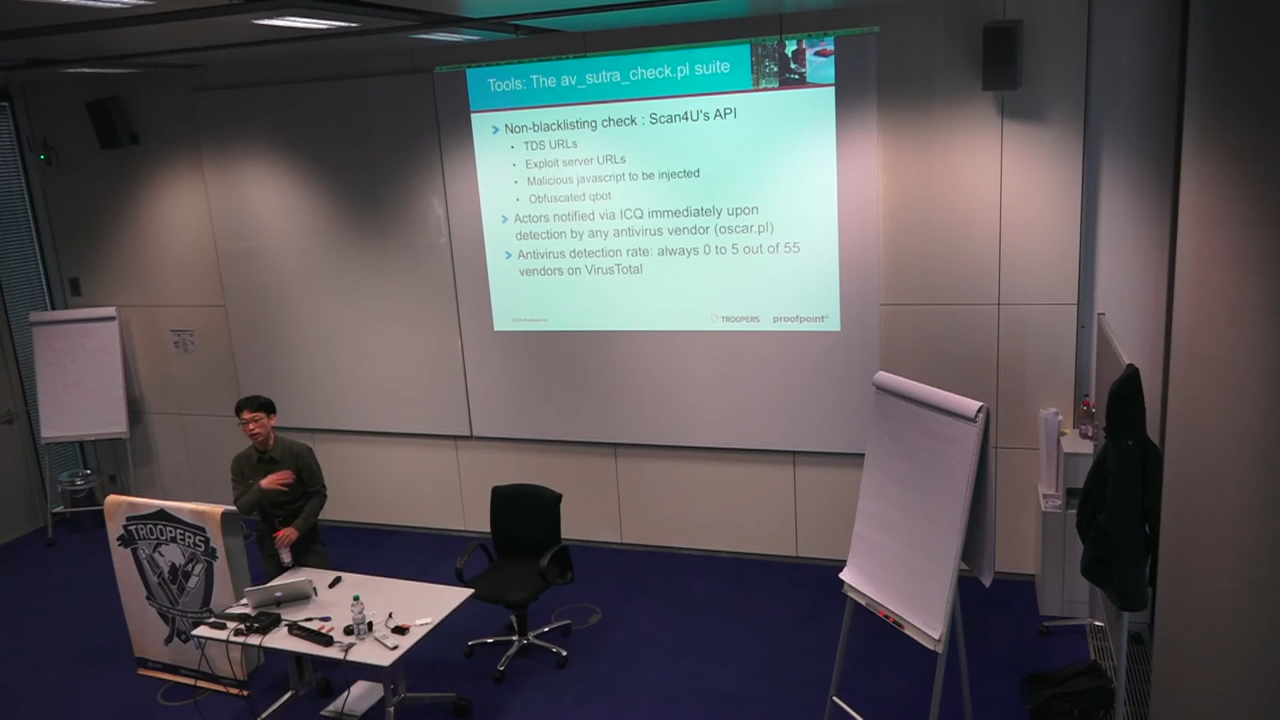 Tools: The av_sutra_check.pl suite
Non-blacklisting check : Scan4U's API
TDS URLs
Exploit server URLs
Malicious javascript to be injected
Obfuscated qbot
Actors notified via ICQ immediately upon
detection by any antivirus vendor (oscar.pl)
Antivirus detection rate: always 0 to 5 out of 55
vendors on VirusTotal
TROOPERS
proofpoint
TROOPERS